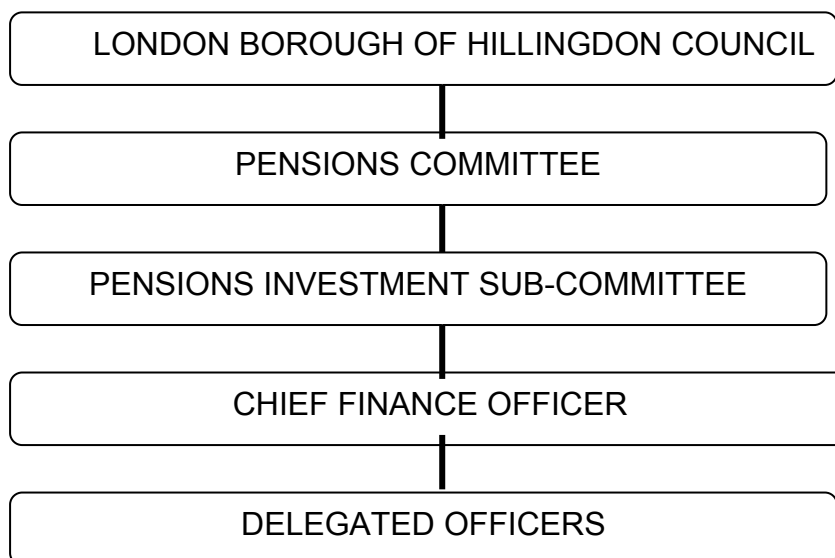 LONDON BOROUGH OF HILLINGDON COUNCIL
PENSIONS COMMITTEE
PENSIONS INVESTMENT SUB-COMMITTEE
CHIEF FINANCE OFFICER
DELEGATED OFFICERS